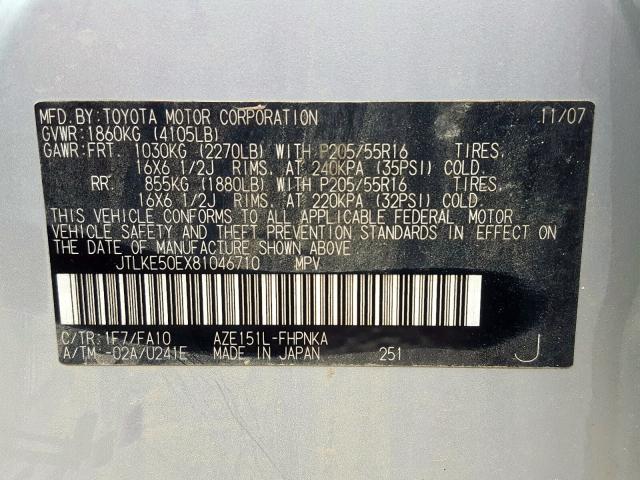 MFD.BY:TOYOTA MOTOR CORPORATION 11/07
GVWR:1860KG (4105LB)
GAWR:FRT. 1030KG (2270LB) WITH P205/55R16 TIRES,
16X6 1/2J RIMS, AT 240KPA (35PSI) COLD.
RR. 855KG (1880LB) WITH P205/55R16 TIRES,
16X6 1/2J RIMS, AT 220KPA (32PSI) COLD.
THIS VEHICLE CONFORMS TO ALL APPLICABLE FEDERAL MOTOR
VEHICLE SAFETY AND THEFT PREVENTION STANDARDS IN EFFECT ON
THE DATE OF MANUFACTURE SHOWN ABOVE.
JTLKE50EX81046710 MPV
C/TR:1F7/FA10 AZE151L-FHPNKA
A/TM:-02A/U241E MADE IN JAPAN 251 J